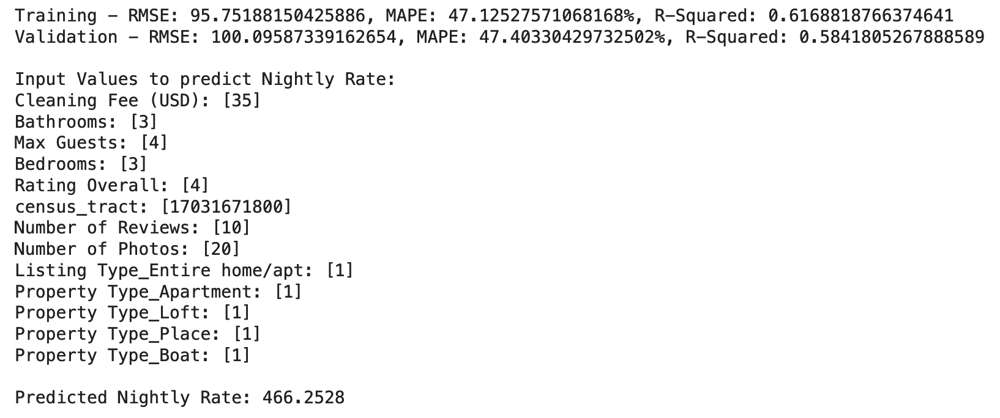 Training - RMSE: 95.75188150425886, MAPE: 47.12527571068168%, R-Squared: 0.6168818766374641
Validation - RMSE: 100.09587339162654, MAPE: 47.40330429732502%, R-Squared: 0.5841805267888589
Input Values to predict Nightly Rate:
Cleaning Fee (USD): [35]
Bathrooms: [3]
Max Guests: [4]
Bedrooms: [3]
Rating Overall: [4]
census_tract: [17031671800]
Number of Reviews: [10]
Number of Photos: [20]
Listing Type_Entire home/apt: [1]
Property Type_Apartment: [1]
Property Type_Loft: [1]
Property Type_Place: [1]
Property Type_Boat: [1]
Predicted Nightly Rate: 466.2528